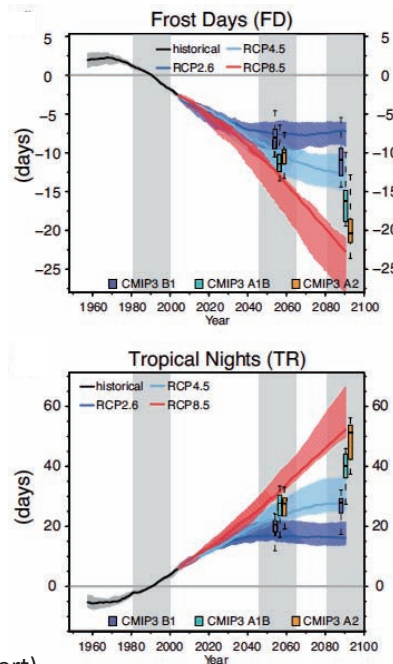 Frost Days (FD)
5 5
historical RCP4.5
RCP2.6 RCP8.5
0 0
−5 −5
−10 −10
−15 −15
−20 −20
−25 −25
(days)
CMIP3 B1 CMIP3 A1B CMIP3 A2
1960 1980 2000 2020 2040 2060 2080 2100
Year
Tropical Nights (TR)
historical RCP4.5
RCP2.6 RCP8.5
60 60
40 40
20 20
0 0
(days)
CMIP3 B1 CMIP3 A1B CMIP3 A2
1960 1980 2000 2020 2040 2060 2080 2100
Year